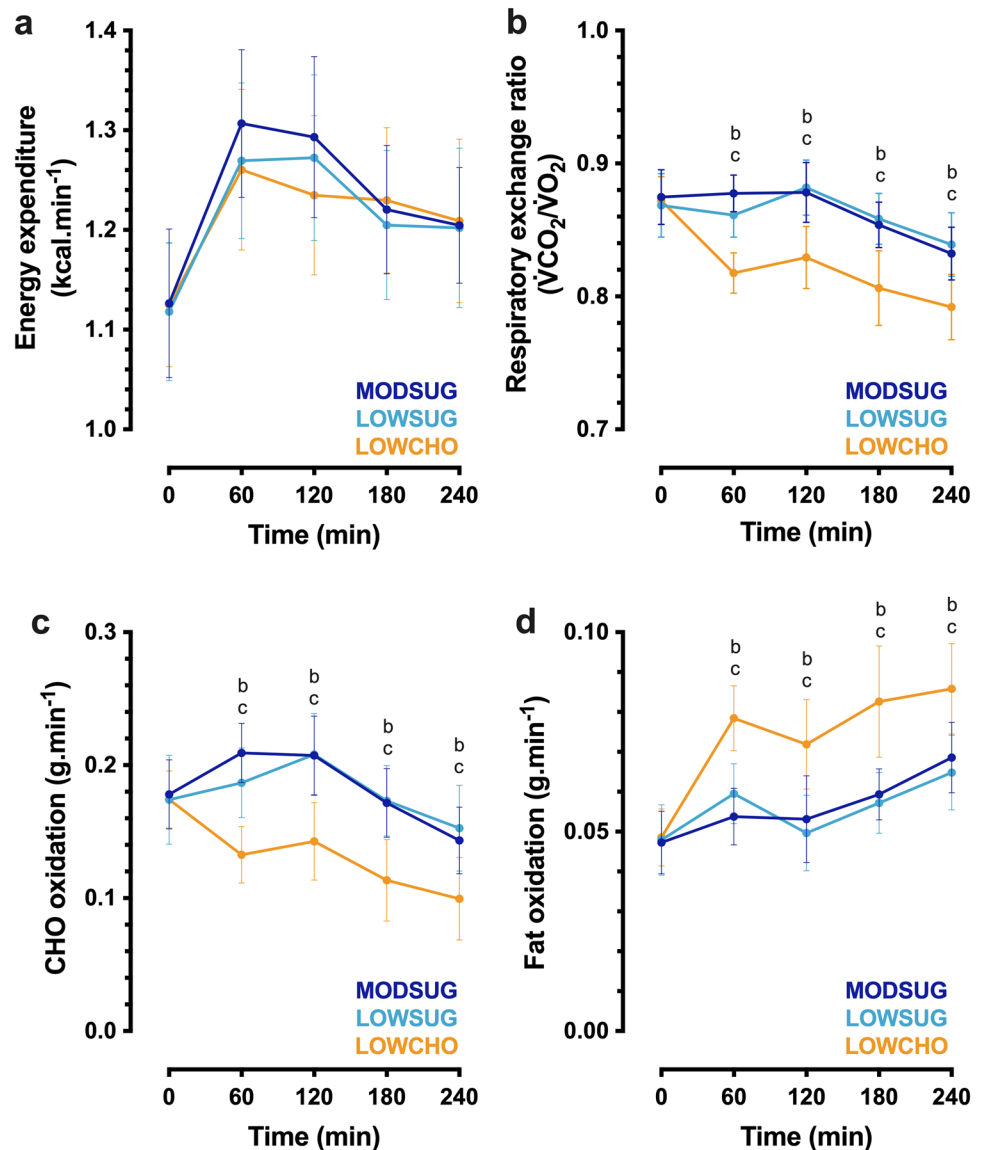 a
1.4
1.3
1.2
1.1
1.0
Energy expenditure
(kcal.min⁻¹)
MODSUG
LOWSUG
LOWCHO
0 60 120 180 240
Time (min)
b
1.0
0.9
0.8
0.7
Respiratory exchange ratio
(V̇CO₂/V̇O₂)
b b b b
c c c c
MODSUG
LOWSUG
LOWCHO
0 60 120 180 240
Time (min)
c
0.3
0.2
0.1
0.0
CHO oxidation (g.min⁻¹)
b b b b
c c c c
MODSUG
LOWSUG
LOWCHO
0 60 120 180 240
Time (min)
d
0.10
0.05
0.00
Fat oxidation (g.min⁻¹)
b b b b
c c c c
MODSUG
LOWSUG
LOWCHO
0 60 120 180 240
Time (min)